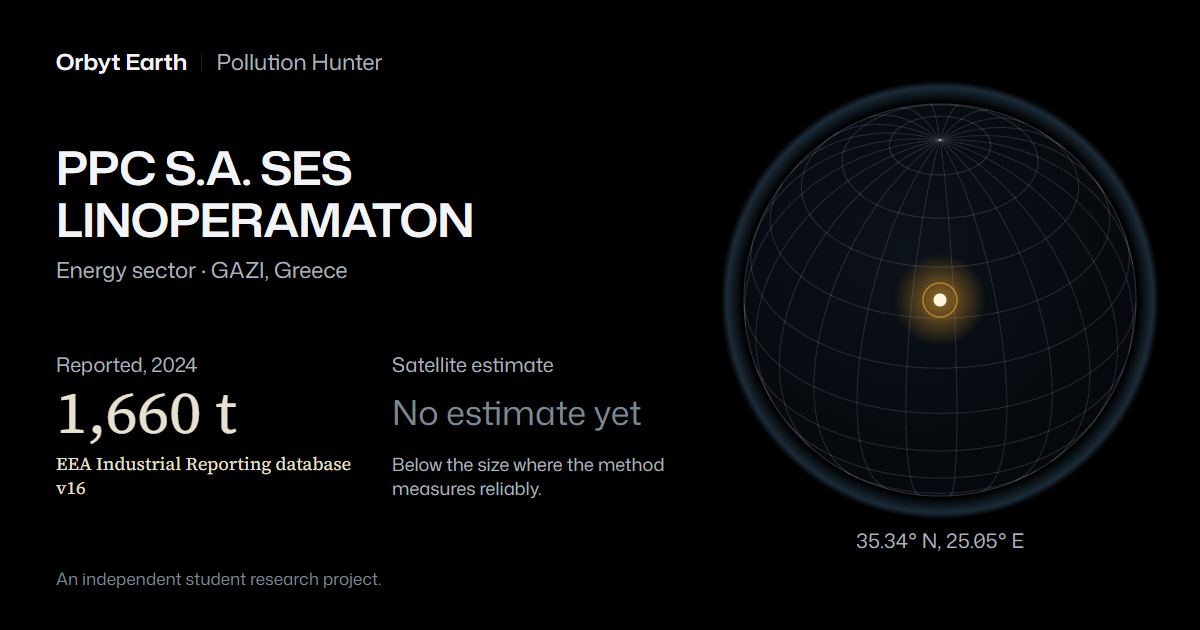 Orbyt Earth | Pollution Hunter
PPC S.A. SES
LINOPERAMATON
Energy sector · GAZI, Greece
Reported, 2024
1,660 t
EEA Industrial Reporting database
v16
Satellite estimate
No estimate yet
Below the size where the method
measures reliably.
35.34° N, 25.05° E
An independent student research project.